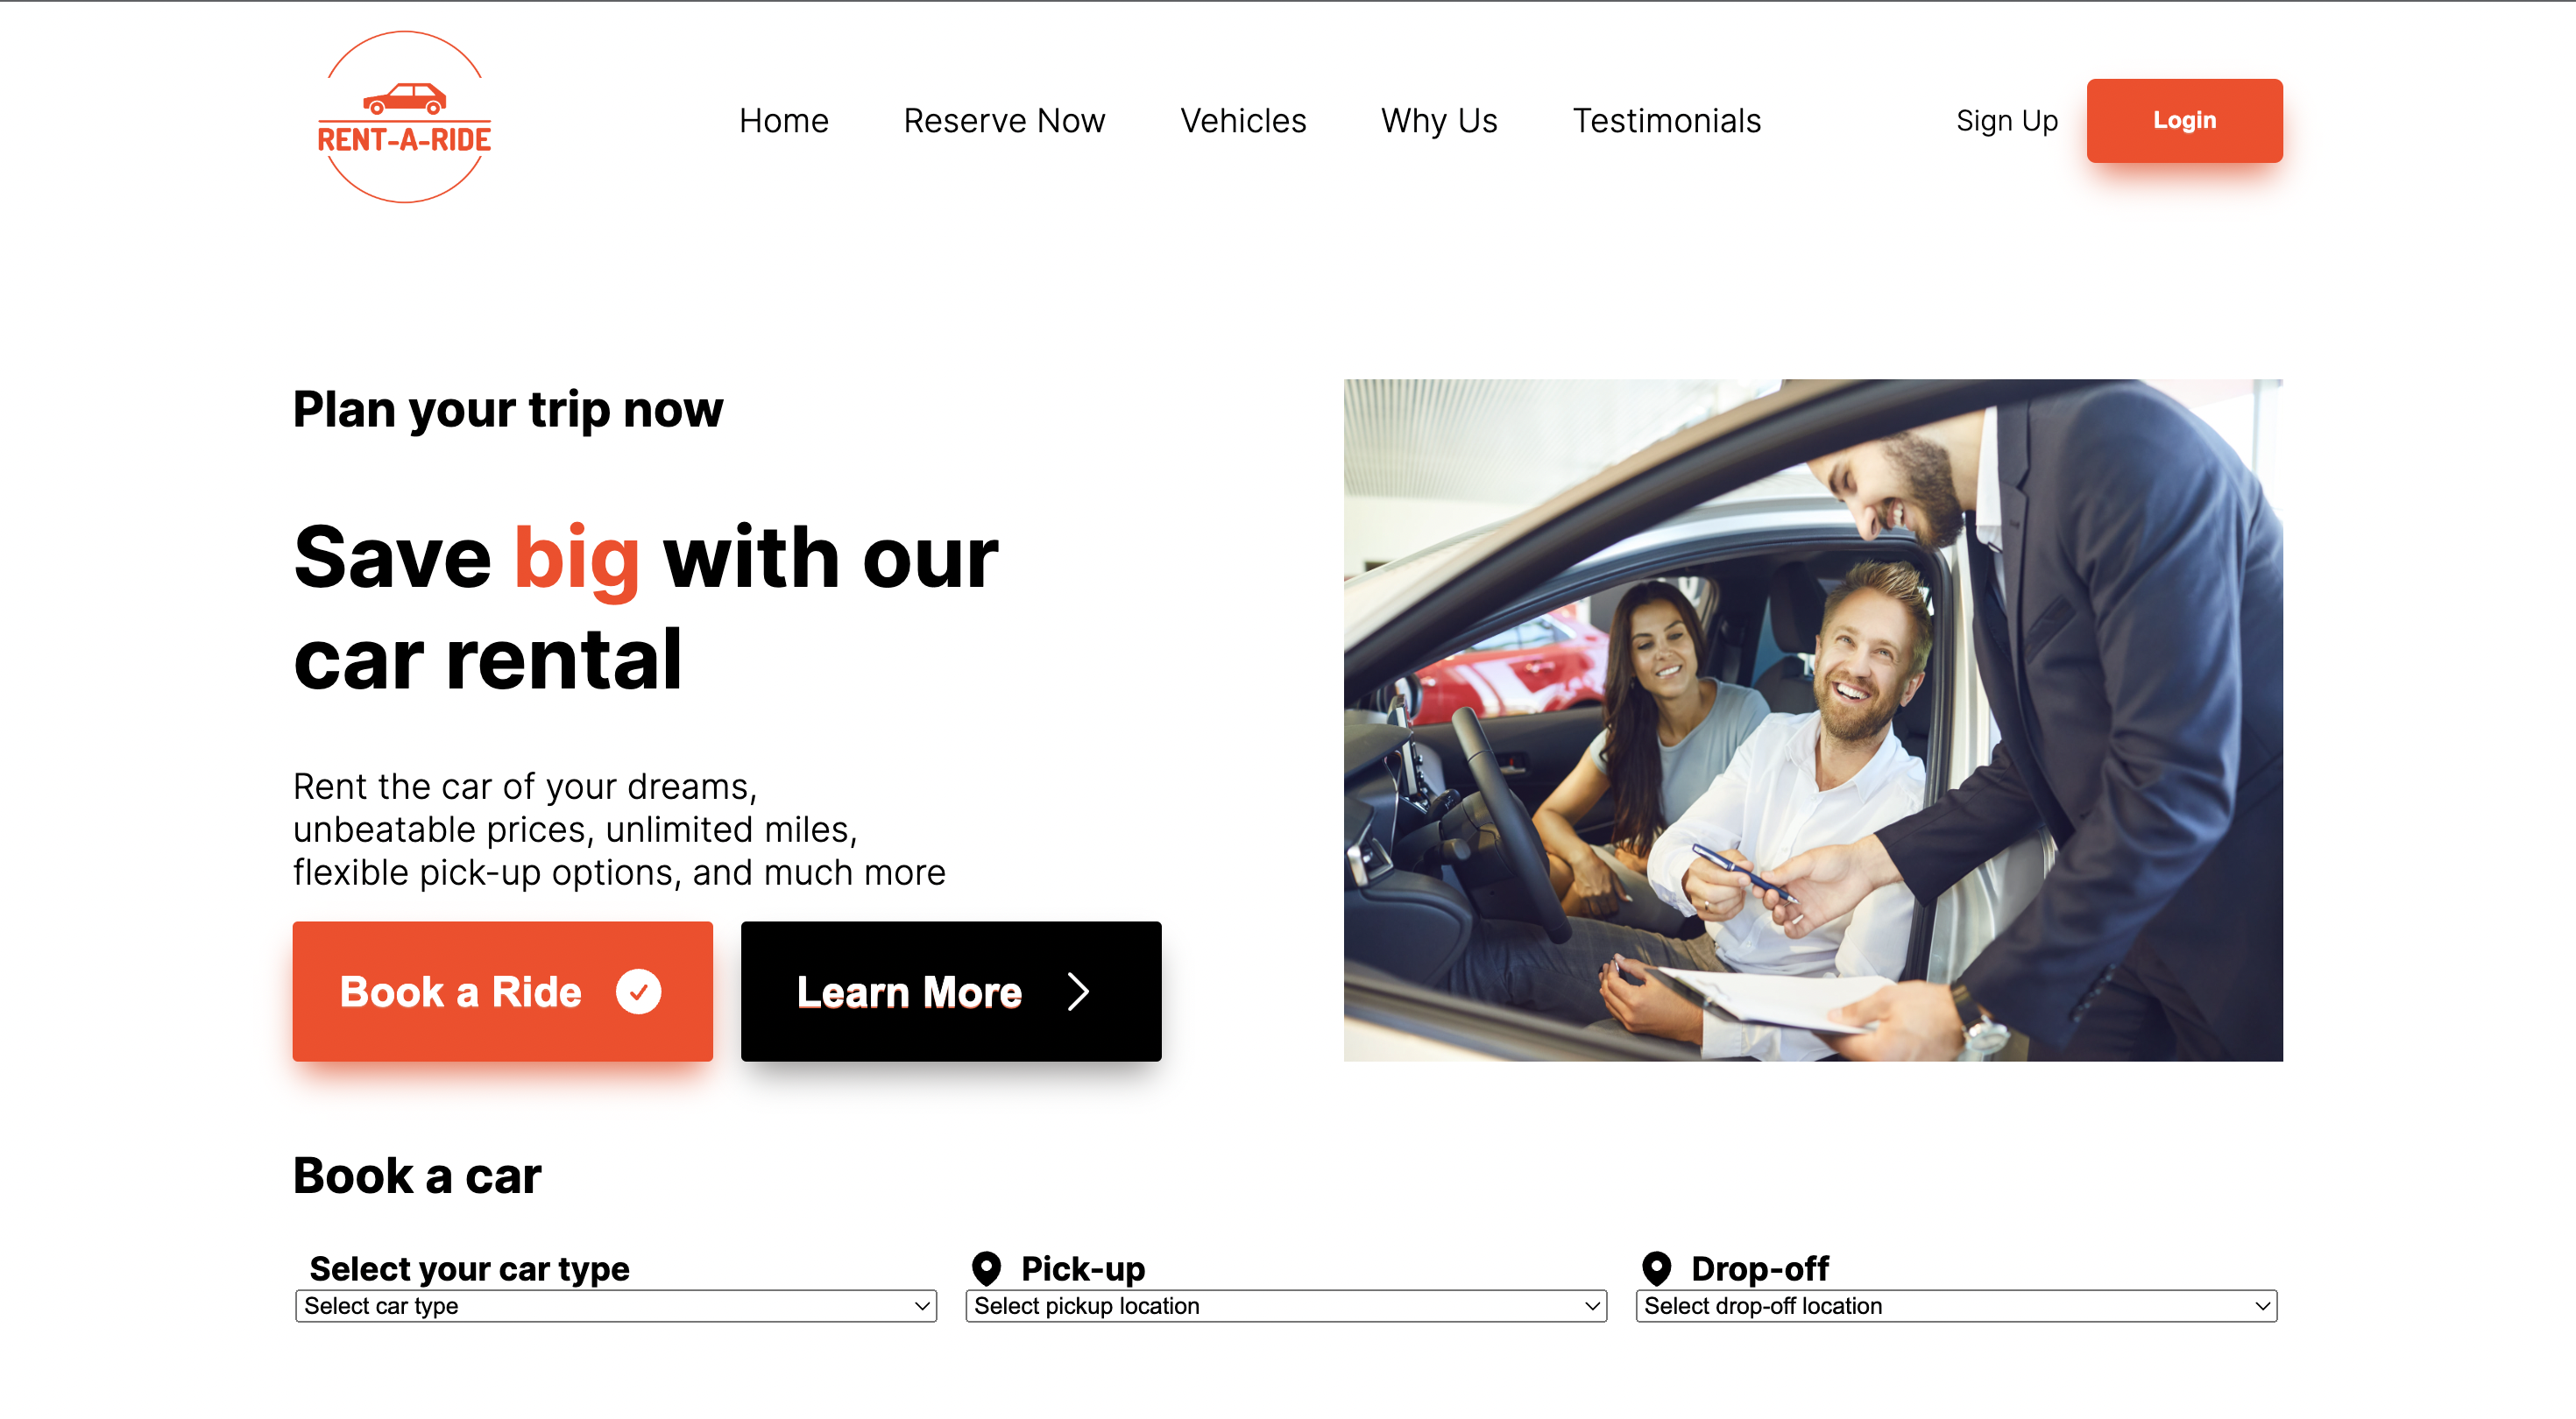 RENT-A-RIDE
Home
Reserve Now
Vehicles
Why Us
Testimonials
Sign Up
Login
Plan your trip now
Save big with our
car rental
Rent the car of your dreams,
unbeatable prices, unlimited miles,
flexible pick-up options, and much more
Book a Ride
Learn More
Book a car
Select your car type
Select car type
Pick-up
Select pickup location
Drop-off
Select drop-off location